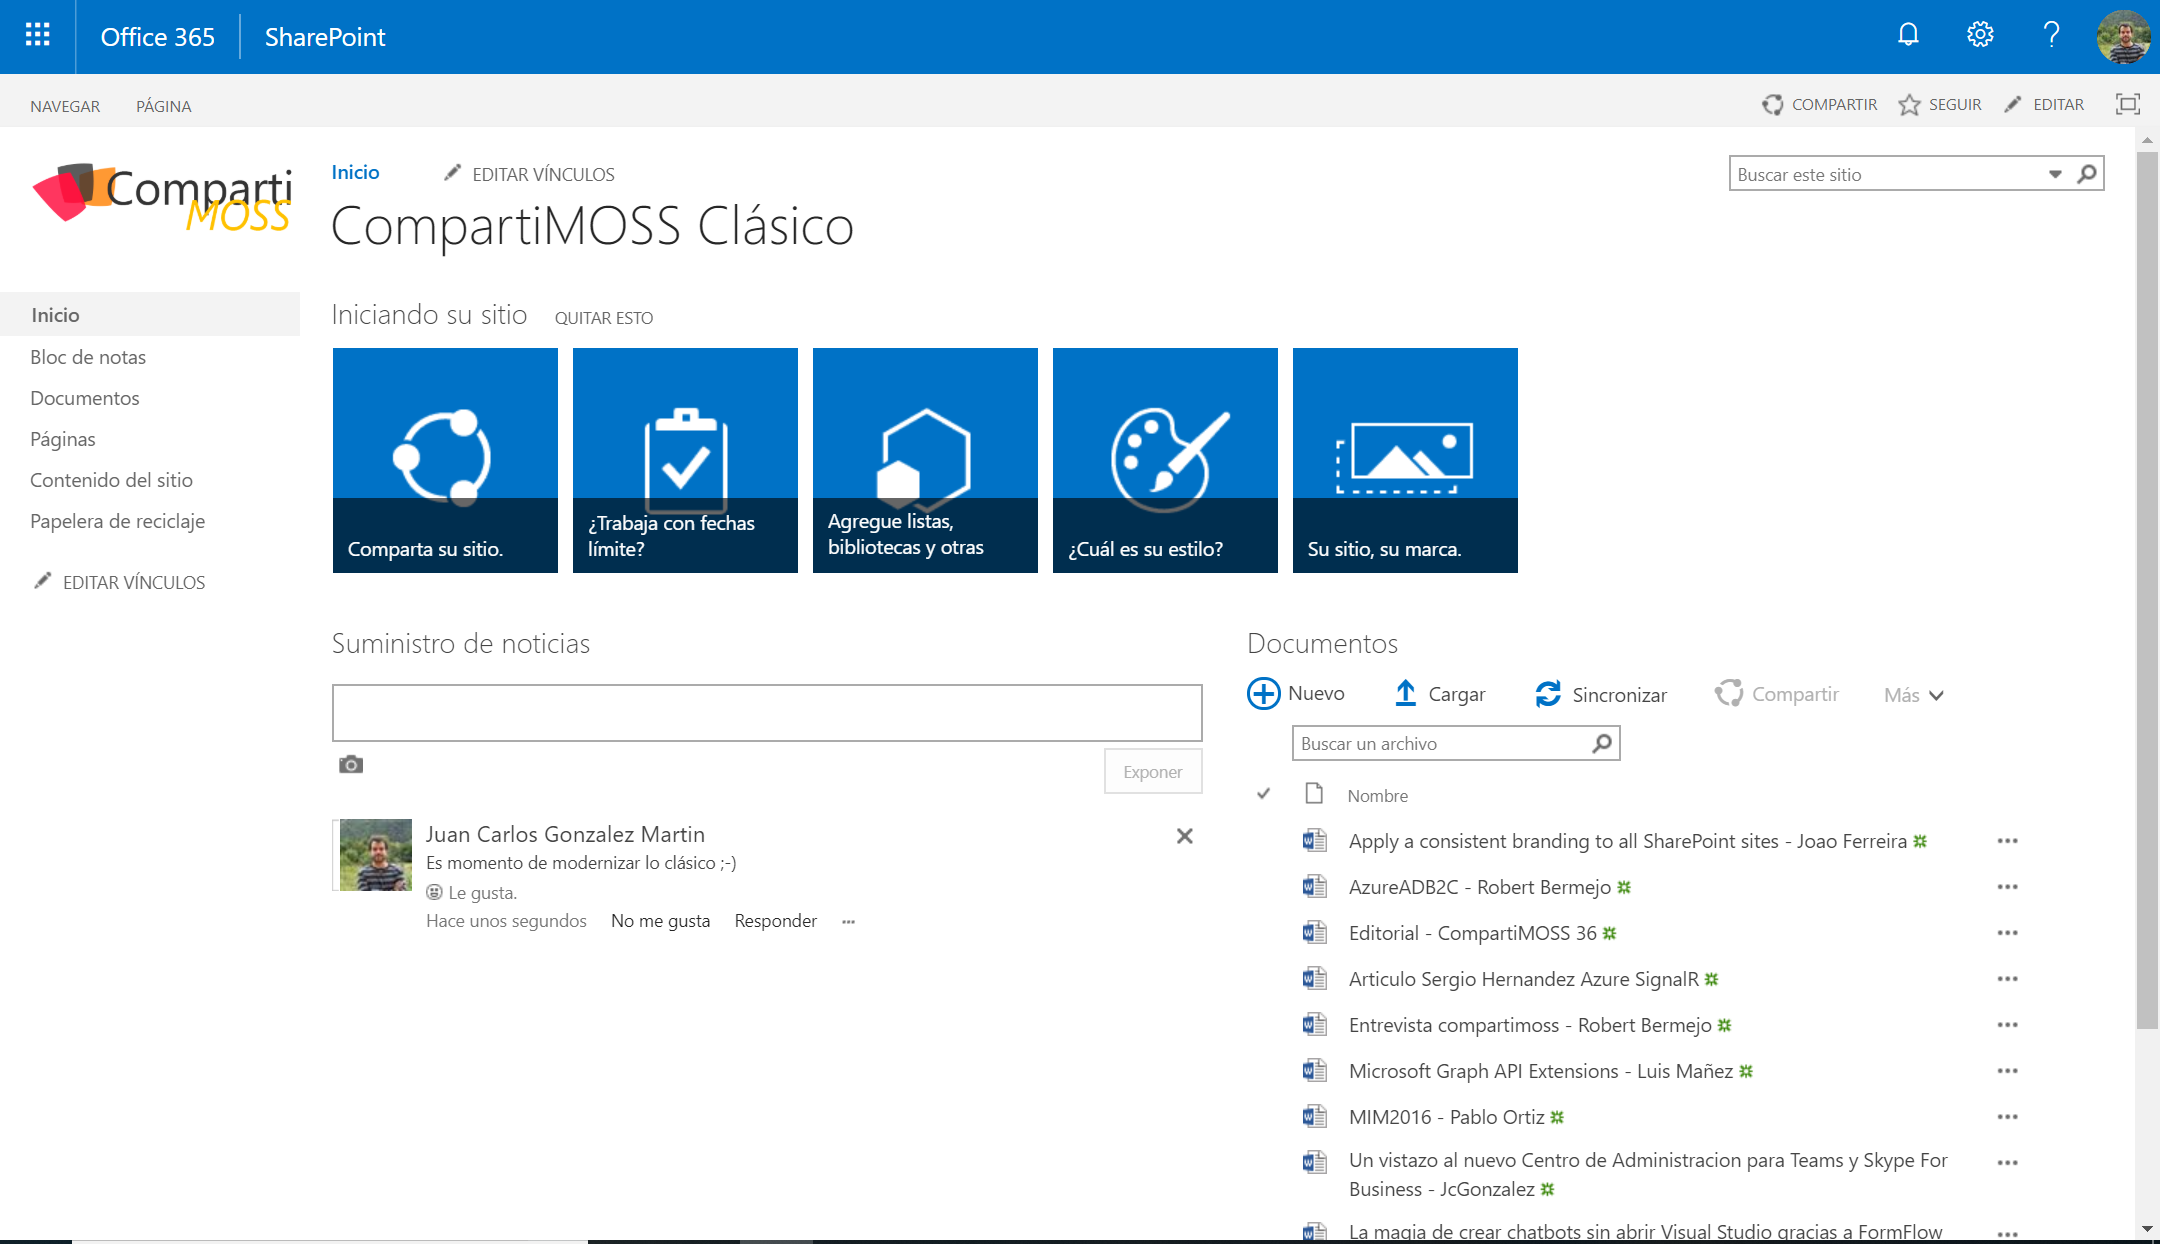 Office 365
SharePoint
NAVEGAR
PÁGINA
COMPARTIR
SEGUIR
EDITAR
Comparti
MOSS
Inicio
EDITAR VÍNCULOS
CompartiMOSS Clásico
Buscar este sitio
Inicio
Bloc de notas
Documentos
Páginas
Contenido del sitio
Papelera de reciclaje
EDITAR VÍNCULOS
Iniciando su sitio
QUITAR ESTO
Comparta su sitio.
¿Trabaja con fechas
límite?
Agregue listas,
bibliotecas y otras
¿Cuál es su estilo?
Su sitio, su marca.
Suministro de noticias
Exponer
Juan Carlos Gonzalez Martin
Es momento de modernizar lo clásico ;-)
Le gusta.
Hace unos segundos
No me gusta
Responder
···
Documentos
Nuevo
Cargar
Sincronizar
Compartir
Más
Buscar un archivo
Nombre
Apply a consistent branding to all SharePoint sites - Joao Ferreira
AzureADB2C - Robert Bermejo
Editorial - CompartiMOSS 36
Articulo Sergio Hernandez Azure SignalR
Entrevista compartimoss - Robert Bermejo
Microsoft Graph API Extensions - Luis Mañez
MIM2016 - Pablo Ortiz
Un vistazo al nuevo Centro de Administracion para Teams y Skype For
Business - JcGonzalez
La magia de crear chatbots sin abrir Visual Studio gracias a FormFlow